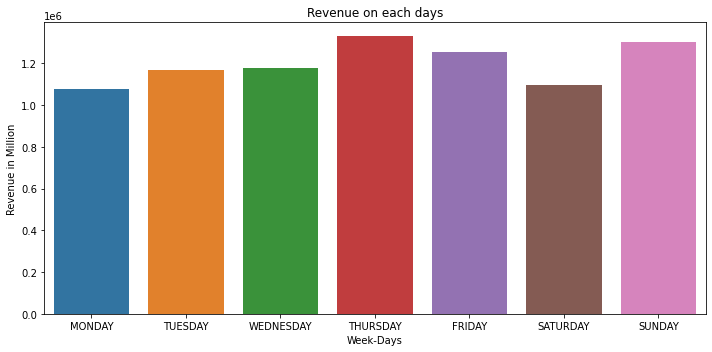 Revenue on each days
1e6
Revenue in Million
1.2
1.0
0.8
0.6
0.4
0.2
0.0
MONDAY TUESDAY WEDNESDAY THURSDAY FRIDAY SATURDAY SUNDAY
Week-Days